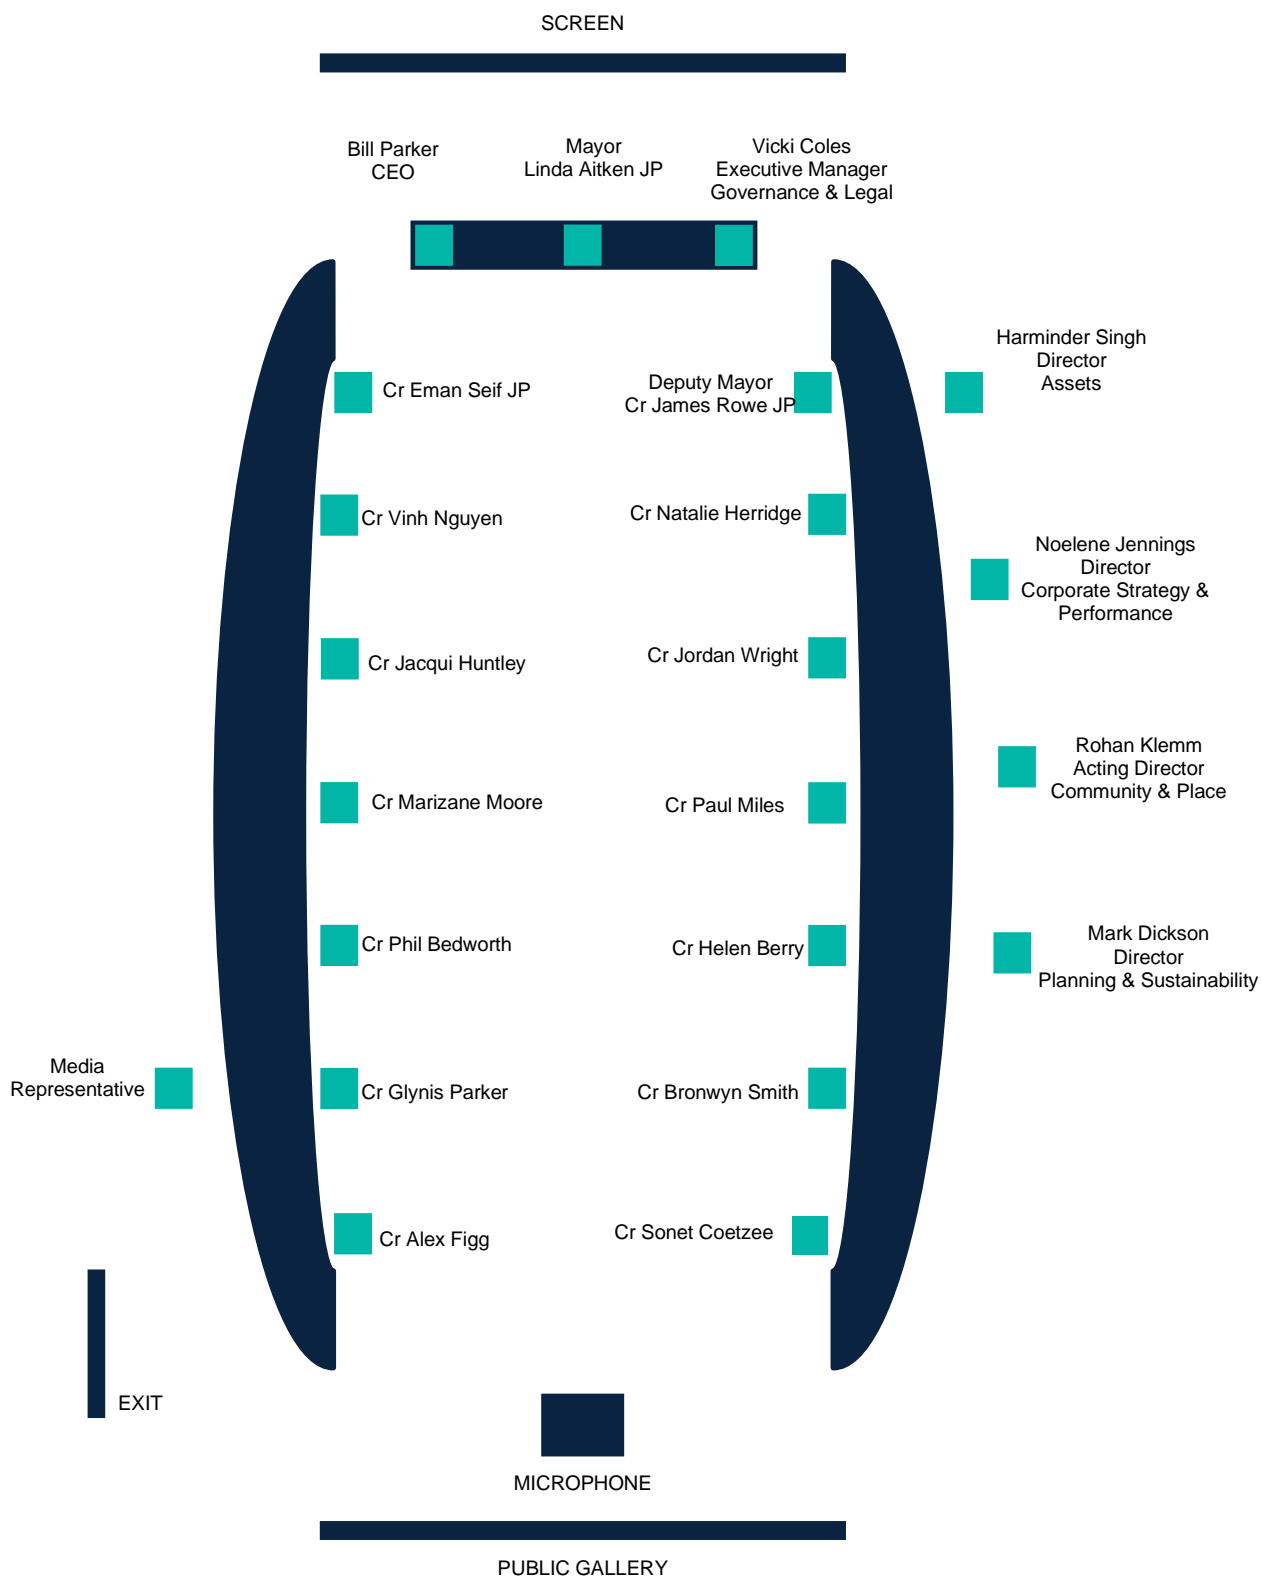 SCREEN
Bill Parker
CEO
Mayor
Linda Aitken JP
Vicki Coles
Executive Manager
Governance & Legal
Harminder Singh
Director
Assets
Cr Eman Seif JP
Deputy Mayor
Cr James Rowe JP
Cr Vinh Nguyen
Cr Natalie Herridge
Noelene Jennings
Director
Corporate Strategy &
Performance
Cr Jacqui Huntley
Cr Jordan Wright
Rohan Klemm
Acting Director
Community & Place
Cr Marizane Moore
Cr Paul Miles
Cr Phil Bedworth
Cr Helen Berry
Mark Dickson
Director
Planning & Sustainability
Media
Representative
Cr Glynis Parker
Cr Bronwyn Smith
Cr Alex Figg
Cr Sonet Coetzee
EXIT
MICROPHONE
PUBLIC GALLERY